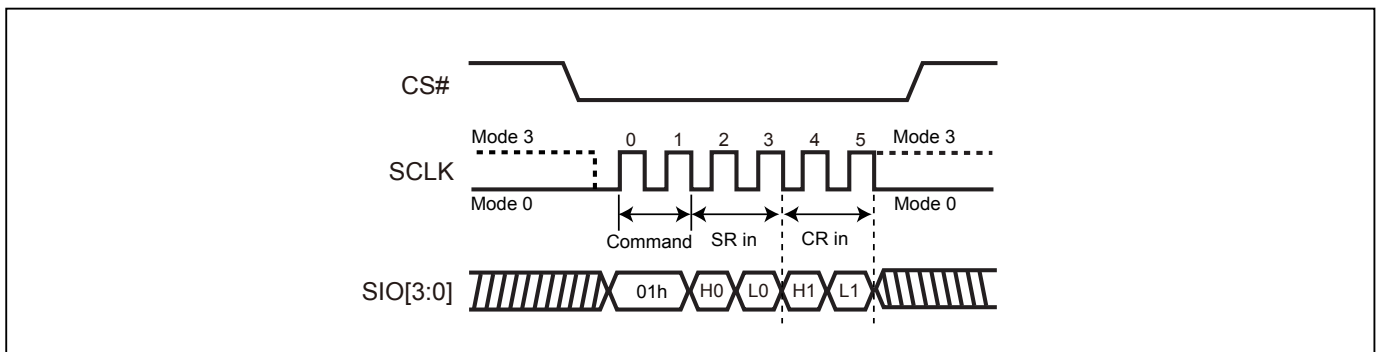 CS#
Mode 3 0 1 2 3 4 5 Mode 3
SCLK
Mode 0 Mode 0
Command SR in CR in
SIO[3:0] 01h H0 L0 H1 L1